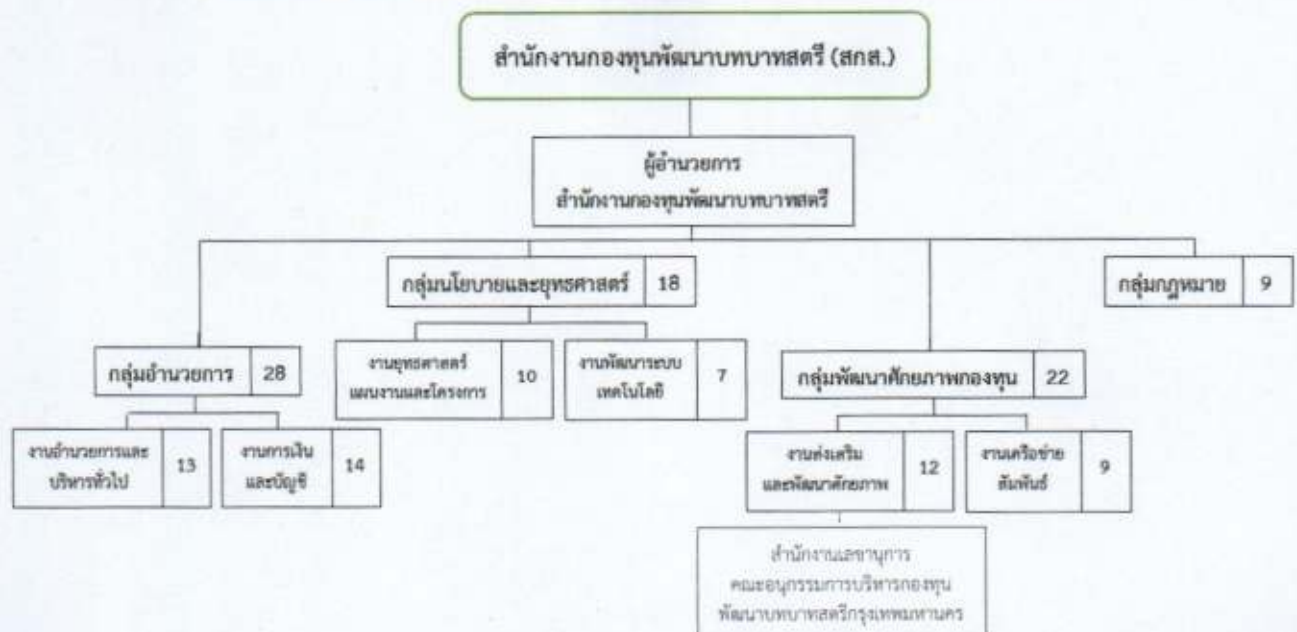 สำนักงานกองทุนพัฒนาบทบาทสตรี (สกส.)
ผู้อำนวยการ
สำนักงานกองทุนพัฒนาบทบาทสตรี
กลุ่มนโยบายและยุทธศาสตร์ 18
กลุ่มกฎหมาย 9
กลุ่มอำนวยการ 28
งานยุทธศาสตร์
แผนงานและโครงการ
10
งานพัฒนาระบบ
เทคโนโลยี
7
กลุ่มพัฒนาศักยภาพกองทุน 22
งานอำนวยการและ
บริหารทั่วไป
13
งานการเงิน
และบัญชี
14
งานส่งเสริม
และพัฒนาศักยภาพ
12
งานเครือข่าย
สัมพันธ์
9
สำนักงานเลขานุการ
คณะอนุกรรมการบริหารกองทุน
พัฒนาบทบาทสตรีกรุงเทพมหานคร